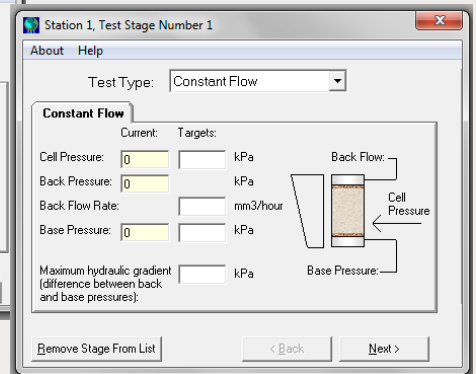 Station 1, Test Stage Number 1
About Help
Test Type: Constant Flow
Constant Flow
Current: Targets:
Cell Pressure: 0 kPa
Back Pressure: 0 kPa
Back Flow Rate: mm3/hour
Base Pressure: 0 kPa
Maximum hydraulic gradient
(difference between back kPa
and base pressures):
Back Flow:
Cell
Pressure
Base Pressure:
Remove Stage From List < Back Next >